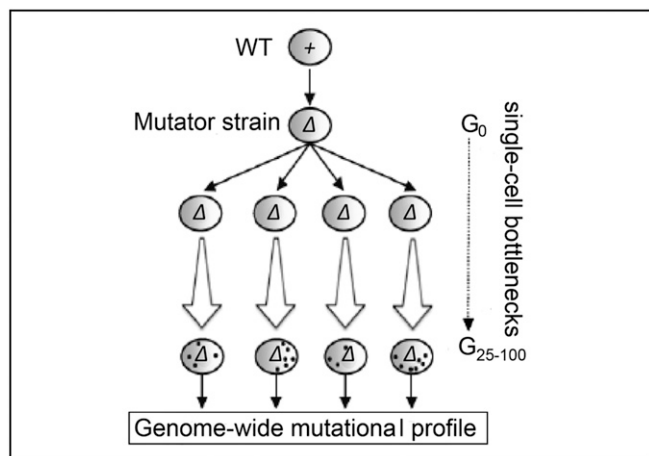 WT
+
Mutator strain
Δ
G0
single-cell bottlenecks
Δ Δ Δ Δ
Δ Δ Δ Δ
G25-100
Genome-wide mutational profile